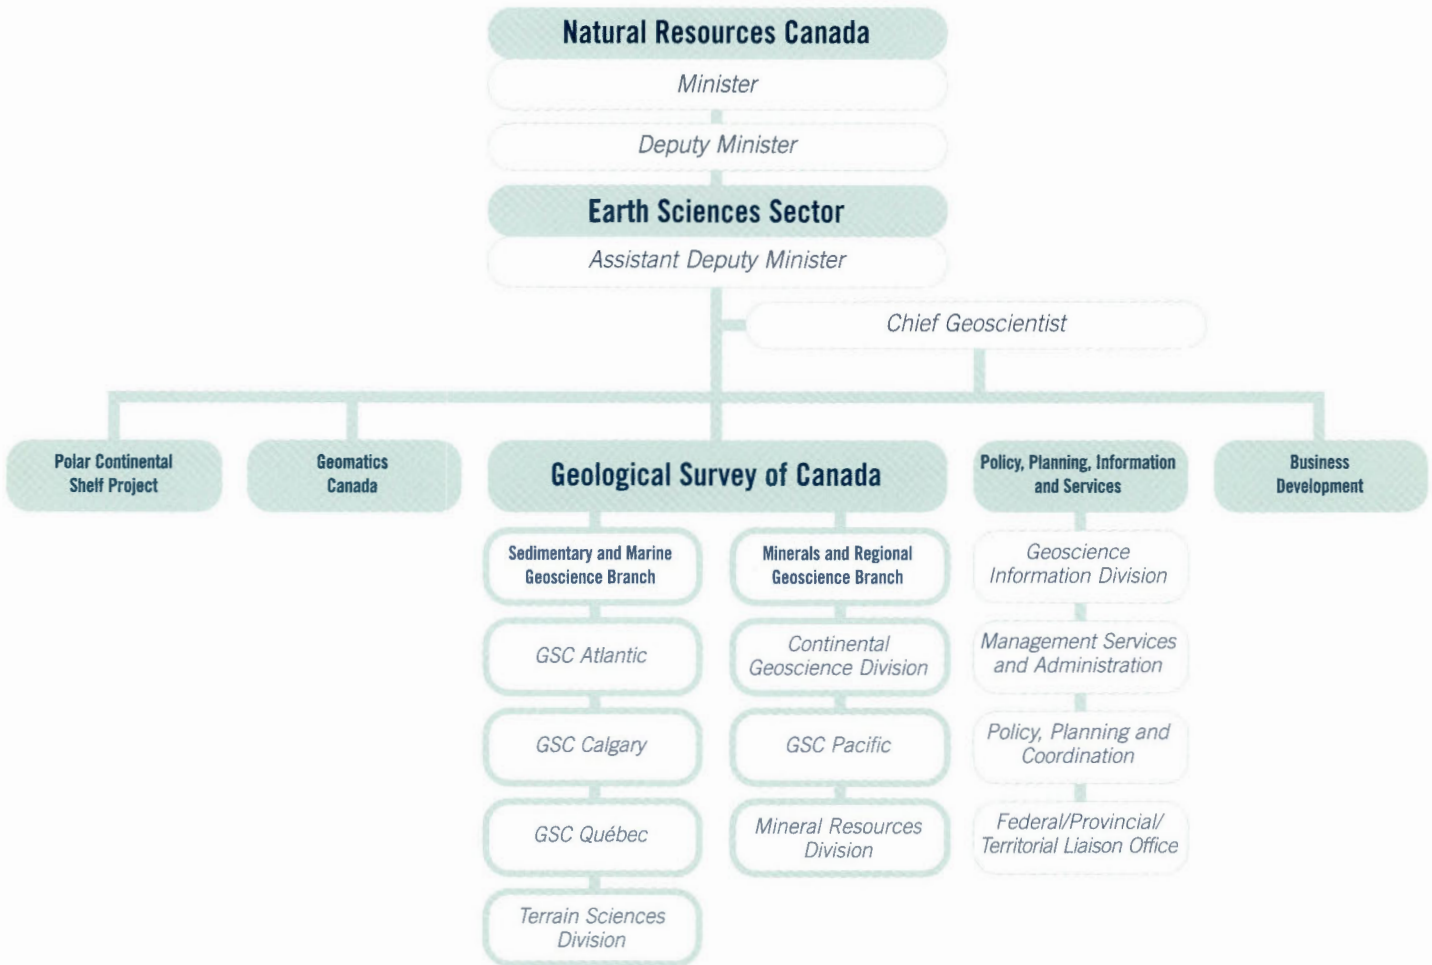 Natural Resources Canada
Minister
Deputy Minister
Earth Sciences Sector
Assistant Deputy Minister
Chief Geoscientist
Polar Continental
Shelf Project
Geomatics
Canada
Geological Survey of Canada
Policy, Planning, Information
and Services
Business
Development
Sedimentary and Marine
Geoscience Branch
GSC Atlantic
GSC Calgary
GSC Québec
Terrain Sciences
Division
Minerals and Regional
Geoscience Branch
Continental
Geoscience Division
GSC Pacific
Mineral Resources
Division
Geoscience
Information Division
Management Services
and Administration
Policy, Planning and
Coordination
Federal/Provincial/
Territorial Liaison Office